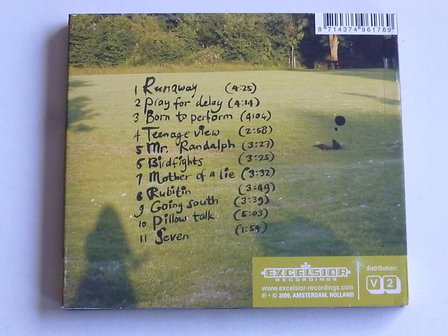 8 714374 961769
1 Runaway (4:25)
2 Pray for delay (4:14)
3 Born to perform (4:04)
4 Teenage view (2:58)
5 Mr. Randalph (3:27)
6 Birdfights (3:25)
7 Mother of a lie (3:32)
8 Rubitin (3:49)
9 Going south (3:39)
10 Pillow talk (5:03)
11 Seven (1:54)
EXCELSIOR
RECORDINGS
www.excelsior-recordings.com
℗ + © 2009, AMSTERDAM, HOLLAND
distribution:
V2